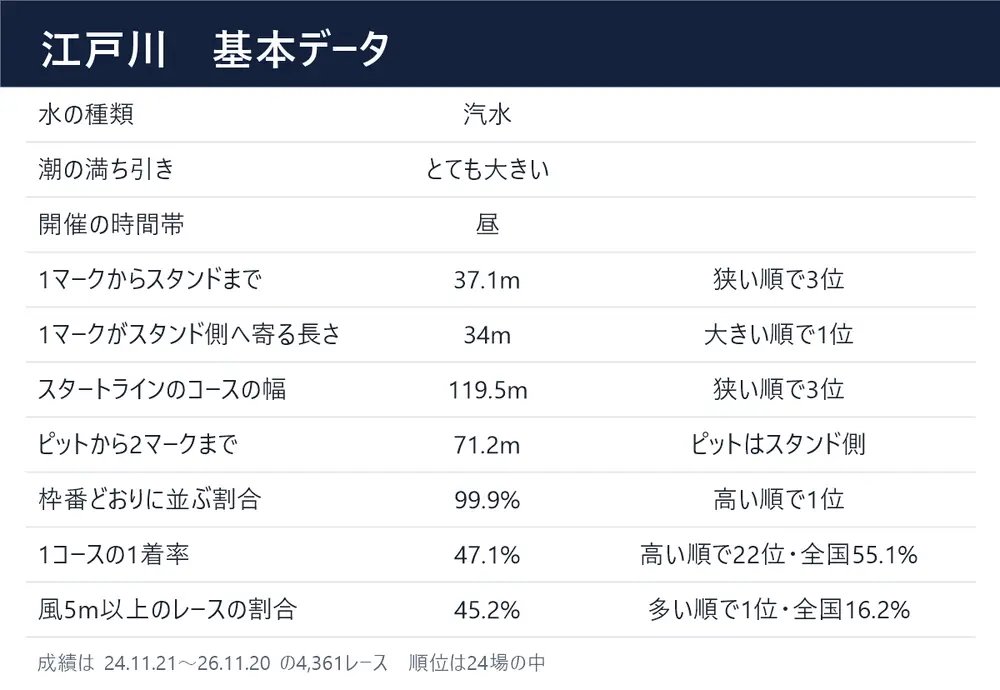 江戸川　基本データ
水の種類　汽水
潮の満ち引き　とても大きい
開催の時間帯　昼
1マークからスタンドまで　37.1m　狭い順で3位
1マークがスタンド側へ寄る長さ　34m　大きい順で1位
スタートラインのコースの幅　119.5m　狭い順で3位
ピットから2マークまで　71.2m　ピットはスタンド側
枠番どおりに並ぶ割合　99.9%　高い順で1位
1コースの1着率　47.1%　高い順で22位・全国55.1%
風5m以上のレースの割合　45.2%　多い順で1位・全国16.2%
成績は 24.11.21～26.11.20 の4,361レース　順位は24場の中